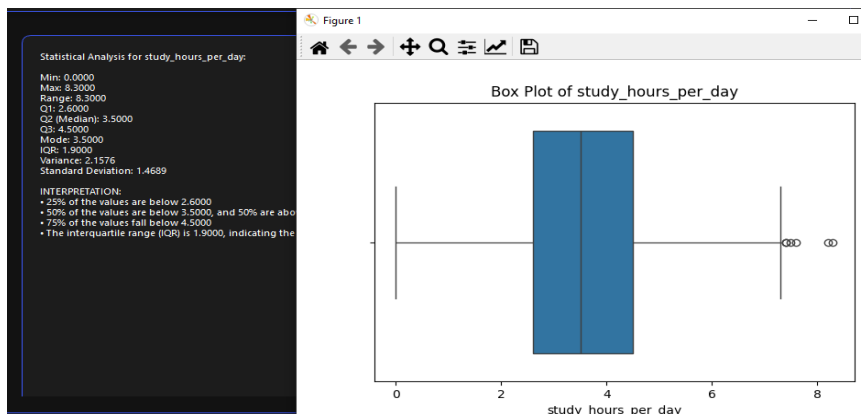 Figure 1
Statistical Analysis for study_hours_per_day:
Min: 0.0000
Max: 8.3000
Range: 8.3000
Q1: 2.6000
Q2 (Median): 3.5000
Q3: 4.5000
Mode: 3.5000
IQR: 1.9000
Variance: 2.1576
Standard Deviation: 1.4689
INTERPRETATION:
• 25% of the values are below 2.6000
• 50% of the values are below 3.5000, and 50% are abo
• 75% of the values fall below 4.5000
• The interquartile range (IQR) is 1.9000, indicating the
Box Plot of study_hours_per_day
0 2 4 6 8
study_hours_per_day